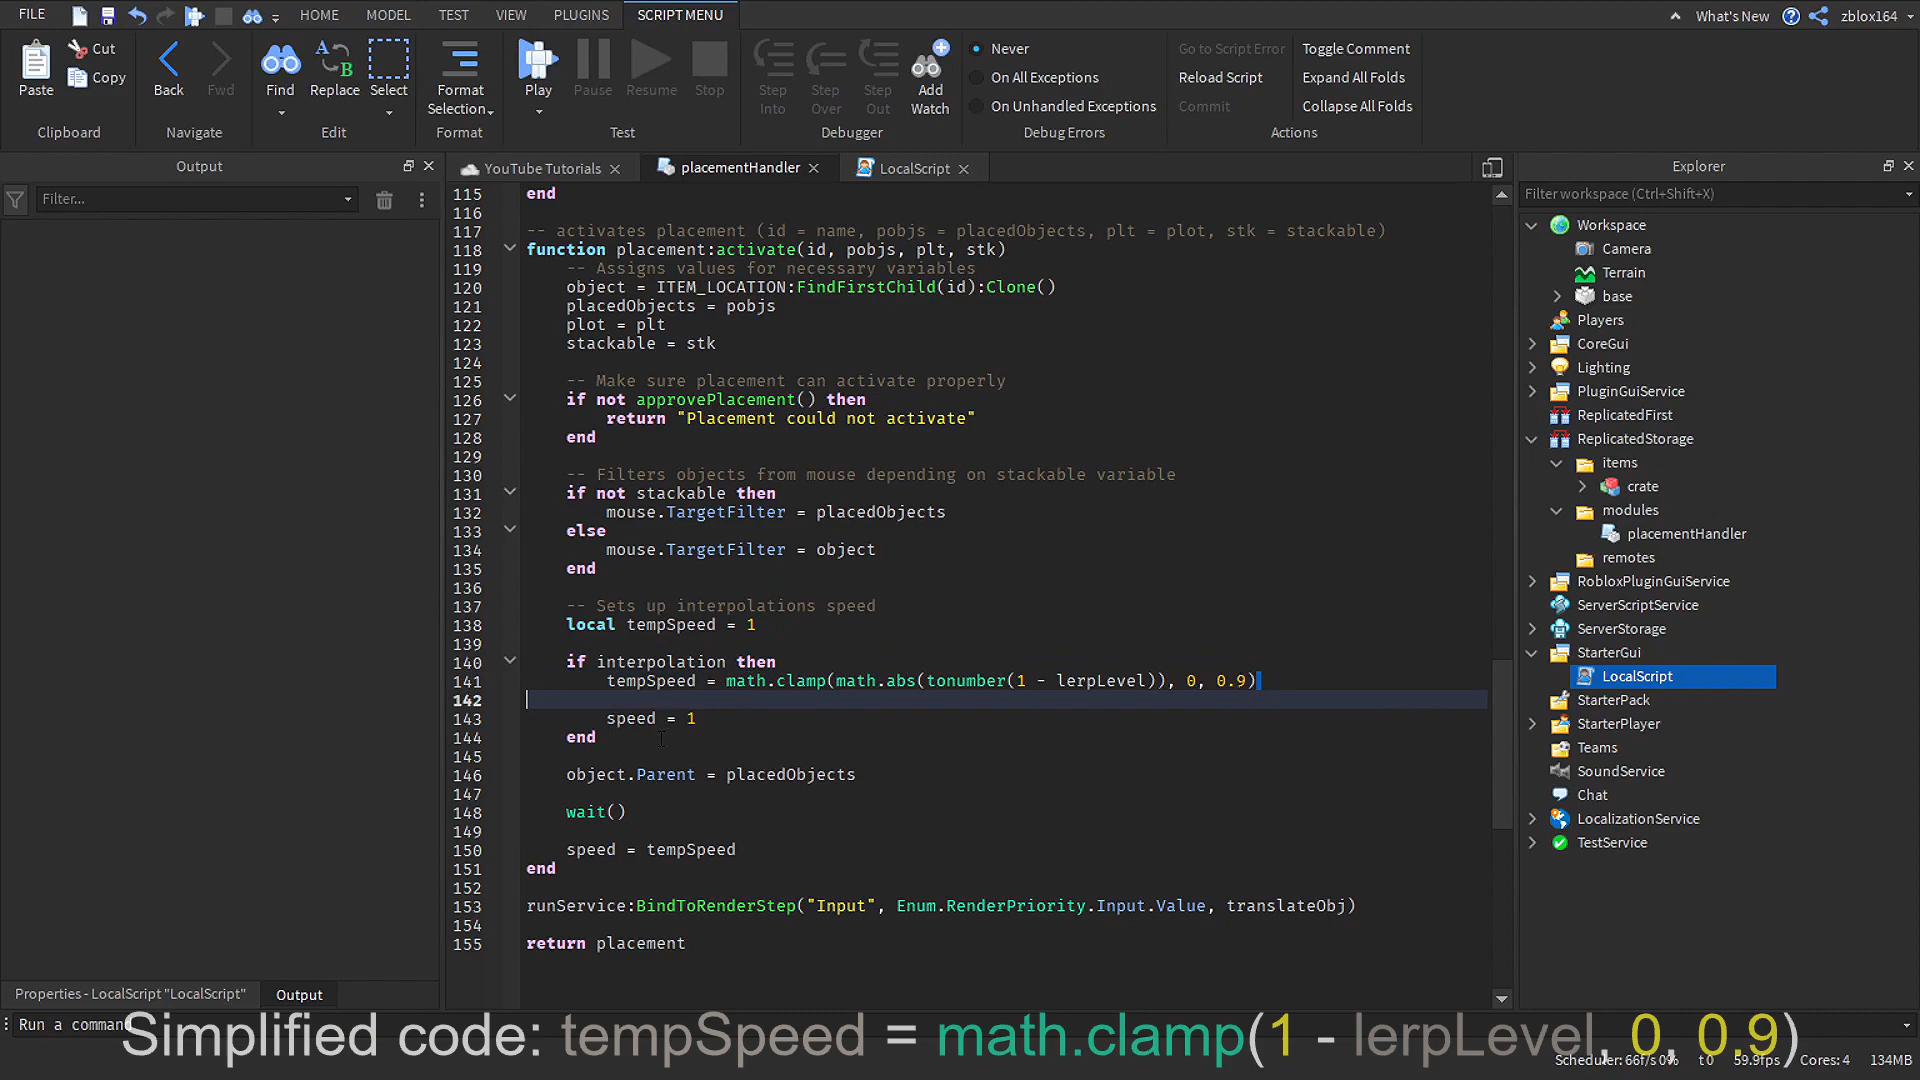 FILE HOME MODEL TEST VIEW PLUGINS SCRIPT MENU What's New zblox164
Paste Cut Copy Clipboard
Back Fwd Navigate
Find Replace Select Edit
Format Selection Format
Play Pause Resume Stop Test
Step Into Step Over Step Out Add Watch Debugger
Never
On All Exceptions
On Unhandled Exceptions
Debug Errors
Go to Script Error Toggle Comment
Reload Script Expand All Folds
Commit Collapse All Folds
Actions
Output
Filter...
YouTube Tutorials placementHandler LocalScript
115 end
116
117 -- activates placement (id = name, pobjs = placedObjects, plt = plot, stk = stackable)
118 function placement:activate(id, pobjs, plt, stk)
119 -- Assigns values for necessary variables
120 object = ITEM_LOCATION:FindFirstChild(id):Clone()
121 placedObjects = pobjs
122 plot = plt
123 stackable = stk
124
125 -- Make sure placement can activate properly
126 if not approvePlacement() then
127 return "Placement could not activate"
128 end
129
130 -- Filters objects from mouse depending on stackable variable
131 if not stackable then
132 mouse.TargetFilter = placedObjects
133 else
134 mouse.TargetFilter = object
135 end
136
137 -- Sets up interpolations speed
138 local tempSpeed = 1
139
140 if interpolation then
141 tempSpeed = math.clamp(math.abs(tonumber(1 - lerpLevel)), 0, 0.9)
142
143 speed = 1
144 end
145
146 object.Parent = placedObjects
147
148 wait()
149
150 speed = tempSpeed
151 end
152
153 runService:BindToRenderStep("Input", Enum.RenderPriority.Input.Value, translateObj)
154
155 return placement
Explorer
Filter workspace (Ctrl+Shift+X)
Workspace
Camera
Terrain
base
Players
CoreGui
Lighting
PluginGuiService
ReplicatedFirst
ReplicatedStorage
items
crate
modules
placementHandler
remotes
RobloxPluginGuiService
ServerScriptService
ServerStorage
StarterGui
LocalScript
StarterPack
StarterPlayer
Teams
SoundService
Chat
LocalizationService
TestService
Properties - LocalScript "LocalScript" Output
Run a command
Simplified code: tempSpeed = math.clamp(1 - lerpLevel, 0, 0.9)
Scheduler: 66f/s 0% t0 59.9fps Cores: 4 134MB